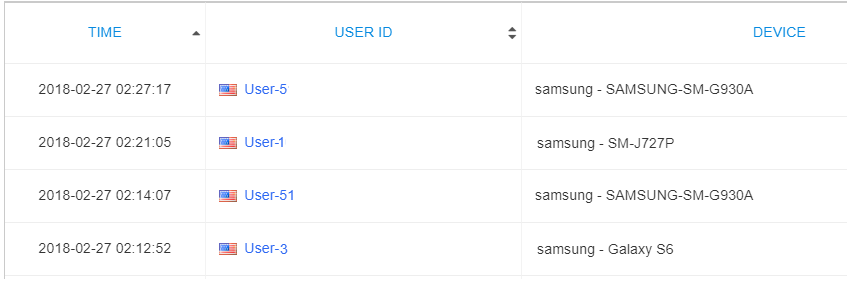 TIME USER ID DEVICE
2018-02-27 02:27:17 User-5 samsung - SAMSUNG-SM-G930A
2018-02-27 02:21:05 User-1 samsung - SM-J727P
2018-02-27 02:14:07 User-51 samsung - SAMSUNG-SM-G930A
2018-02-27 02:12:52 User-3 samsung - Galaxy S6